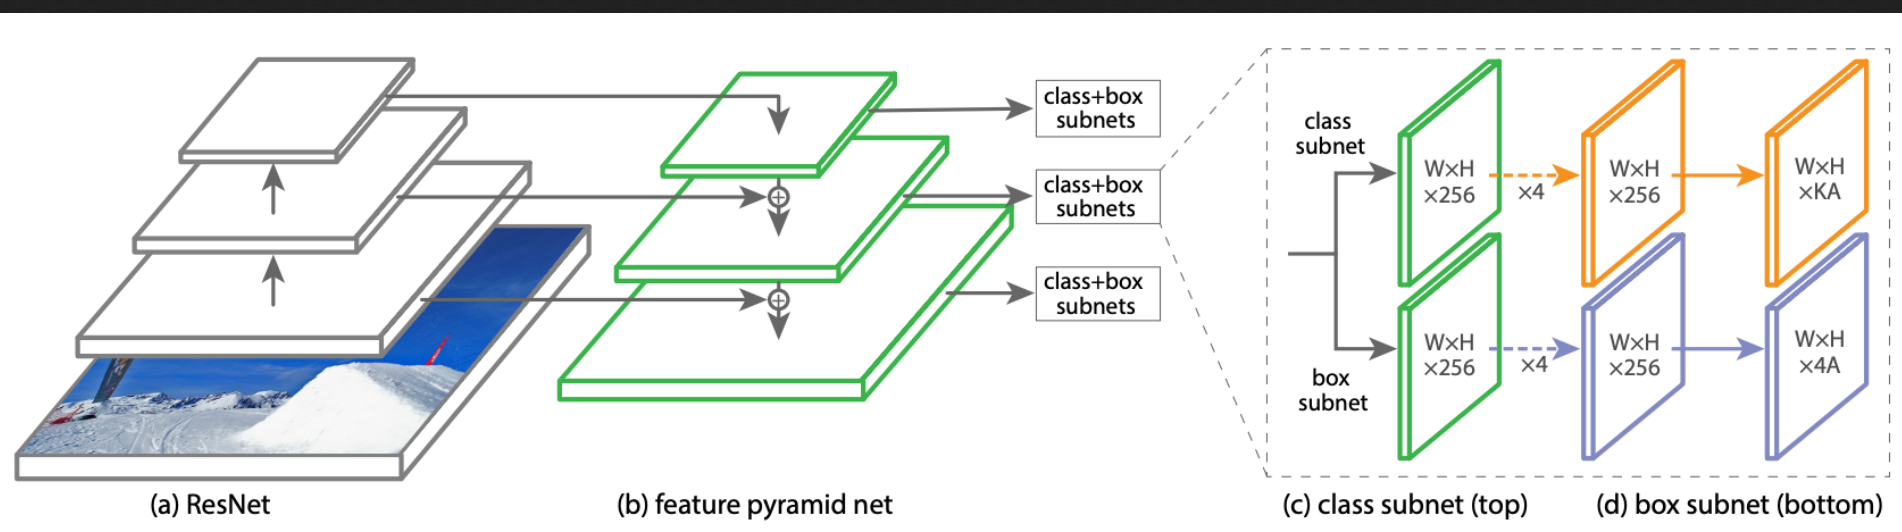 class+box
subnets
class+box
subnets
class+box
subnets
class
subnet
W×H
×256
×4
W×H
×256
W×H
×KA
box
subnet
W×H
×256
×4
W×H
×256
W×H
×4A
(a) ResNet
(b) feature pyramid net
(c) class subnet (top)
(d) box subnet (bottom)